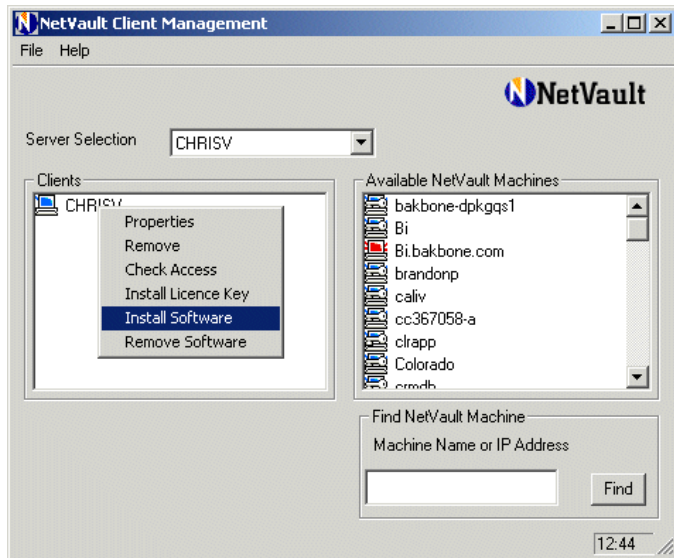 NetVault Client Management
File Help
NetVault
Server Selection
CHRISV
Clients
CHRISV
Properties
Remove
Check Access
Install Licence Key
Install Software
Remove Software
Available NetVault Machines
bakbone-dpkgqs1
Bi
Bi.bakbone.com
brandonp
caliv
cc367058-a
clrapp
Colorado
crmdb
Find NetVault Machine
Machine Name or IP Address
Find
12:44